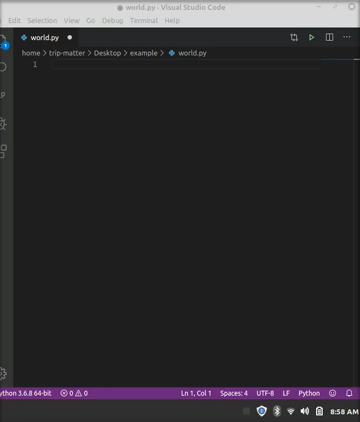 world.py - Visual Studio Code
Edit Selection View Go Debug Terminal Help
world.py
home > trip-matter > Desktop > example > world.py
1
1
ython 3.6.8 64-bit 0 0 Ln 1, Col 1 Spaces: 4 UTF-8 LF Python
8:58 AM